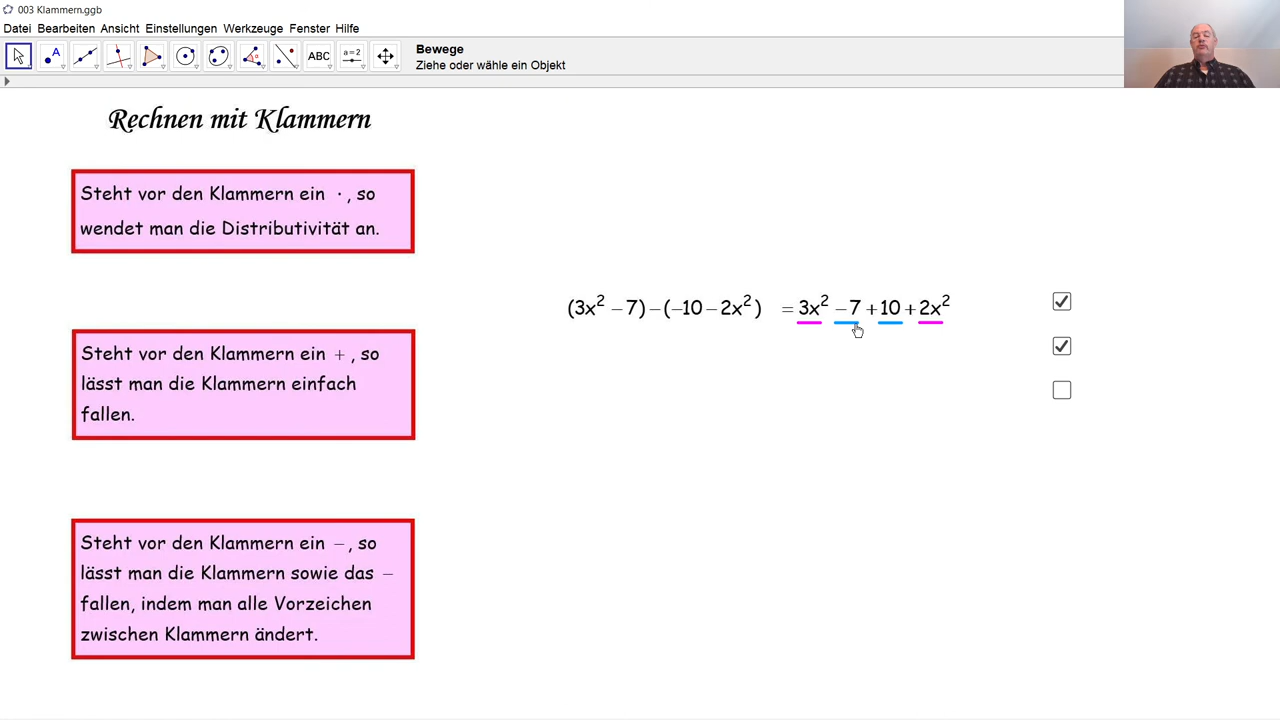 003 Klammern.ggb
Datei Bearbeiten Ansicht Einstellungen Werkzeuge Fenster Hilfe
A
ABC
a=2
Bewege
Ziehe oder wähle ein Objekt
Rechnen mit Klammern
Steht vor den Klammern ein · , so
wendet man die Distributivität an.
(3x² − 7) − (−10 − 2x²) = 3x² − 7 + 10 + 2x²
Steht vor den Klammern ein + , so
lässt man die Klammern einfach
fallen.
Steht vor den Klammern ein − , so
lässt man die Klammern sowie das −
fallen, indem man alle Vorzeichen
zwischen Klammern ändert.